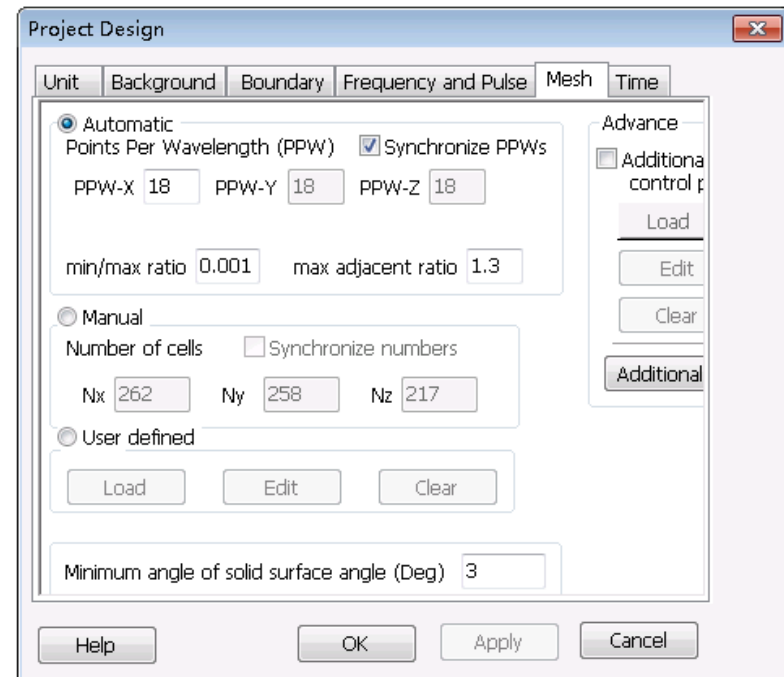 Project Design
Unit Background Boundary Frequency and Pulse Mesh Time
Automatic
Points Per Wavelength (PPW) Synchronize PPWs
PPW-X 18 PPW-Y 18 PPW-Z 18
min/max ratio 0.001 max adjacent ratio 1.3
Manual
Number of cells Synchronize numbers
Nx 262 Ny 258 Nz 217
User defined
Load Edit Clear
Minimum angle of solid surface angle (Deg) 3
Advance
Additiona
control p
Load
Edit
Clear
Additional
Help OK Apply Cancel